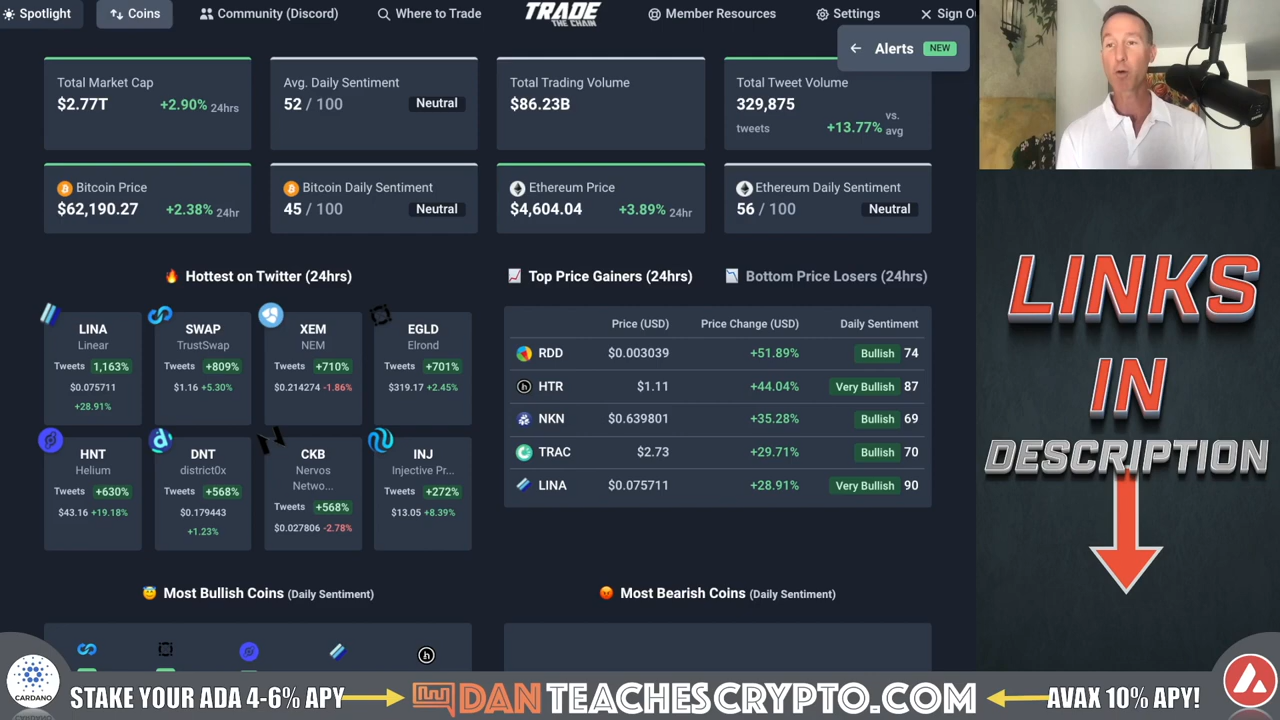 Spotlight
Coins
Community (Discord)
Where to Trade
TRADE
THE CHAIN
Member Resources
Settings
Sign Ou
Alerts NEW
Total Market Cap
$2.77T +2.90% 24hrs
Avg. Daily Sentiment
52 / 100 Neutral
Total Trading Volume
$86.23B
Total Tweet Volume
329,875
tweets +13.77% vs. avg
Bitcoin Price
$62,190.27 +2.38% 24hr
Bitcoin Daily Sentiment
45 / 100 Neutral
Ethereum Price
$4,604.04 +3.89% 24hr
Ethereum Daily Sentiment
56 / 100 Neutral
Hottest on Twitter (24hrs)
LINA
Linear
Tweets 1,163%
$0.075711
+28.91%
SWAP
TrustSwap
Tweets +809%
$1.16 +5.30%
XEM
NEM
Tweets +710%
$0.214274 -1.86%
EGLD
Elrond
Tweets +701%
$319.17 +2.45%
HNT
Helium
Tweets +630%
$43.16 +19.18%
DNT
district0x
Tweets +568%
$0.179443
+1.23%
CKB
Nervos
Netwo...
Tweets +568%
$0.027806 -2.78%
INJ
Injective Pr...
Tweets +272%
$13.05 +8.39%
Top Price Gainers (24hrs)
Bottom Price Losers (24hrs)
Price (USD) Price Change (USD) Daily Sentiment
RDD $0.003039 +51.89% Bullish 74
HTR $1.11 +44.04% Very Bullish 87
NKN $0.639801 +35.28% Bullish 69
TRAC $2.73 +29.71% Bullish 70
LINA $0.075711 +28.91% Very Bullish 90
Most Bullish Coins (Daily Sentiment)
Most Bearish Coins (Daily Sentiment)
LINKS
IN
DESCRIPTION
CARDANO
STAKE YOUR ADA 4-6% APY
DANTEACHESCRYPTO.COM
AVAX 10% APY!